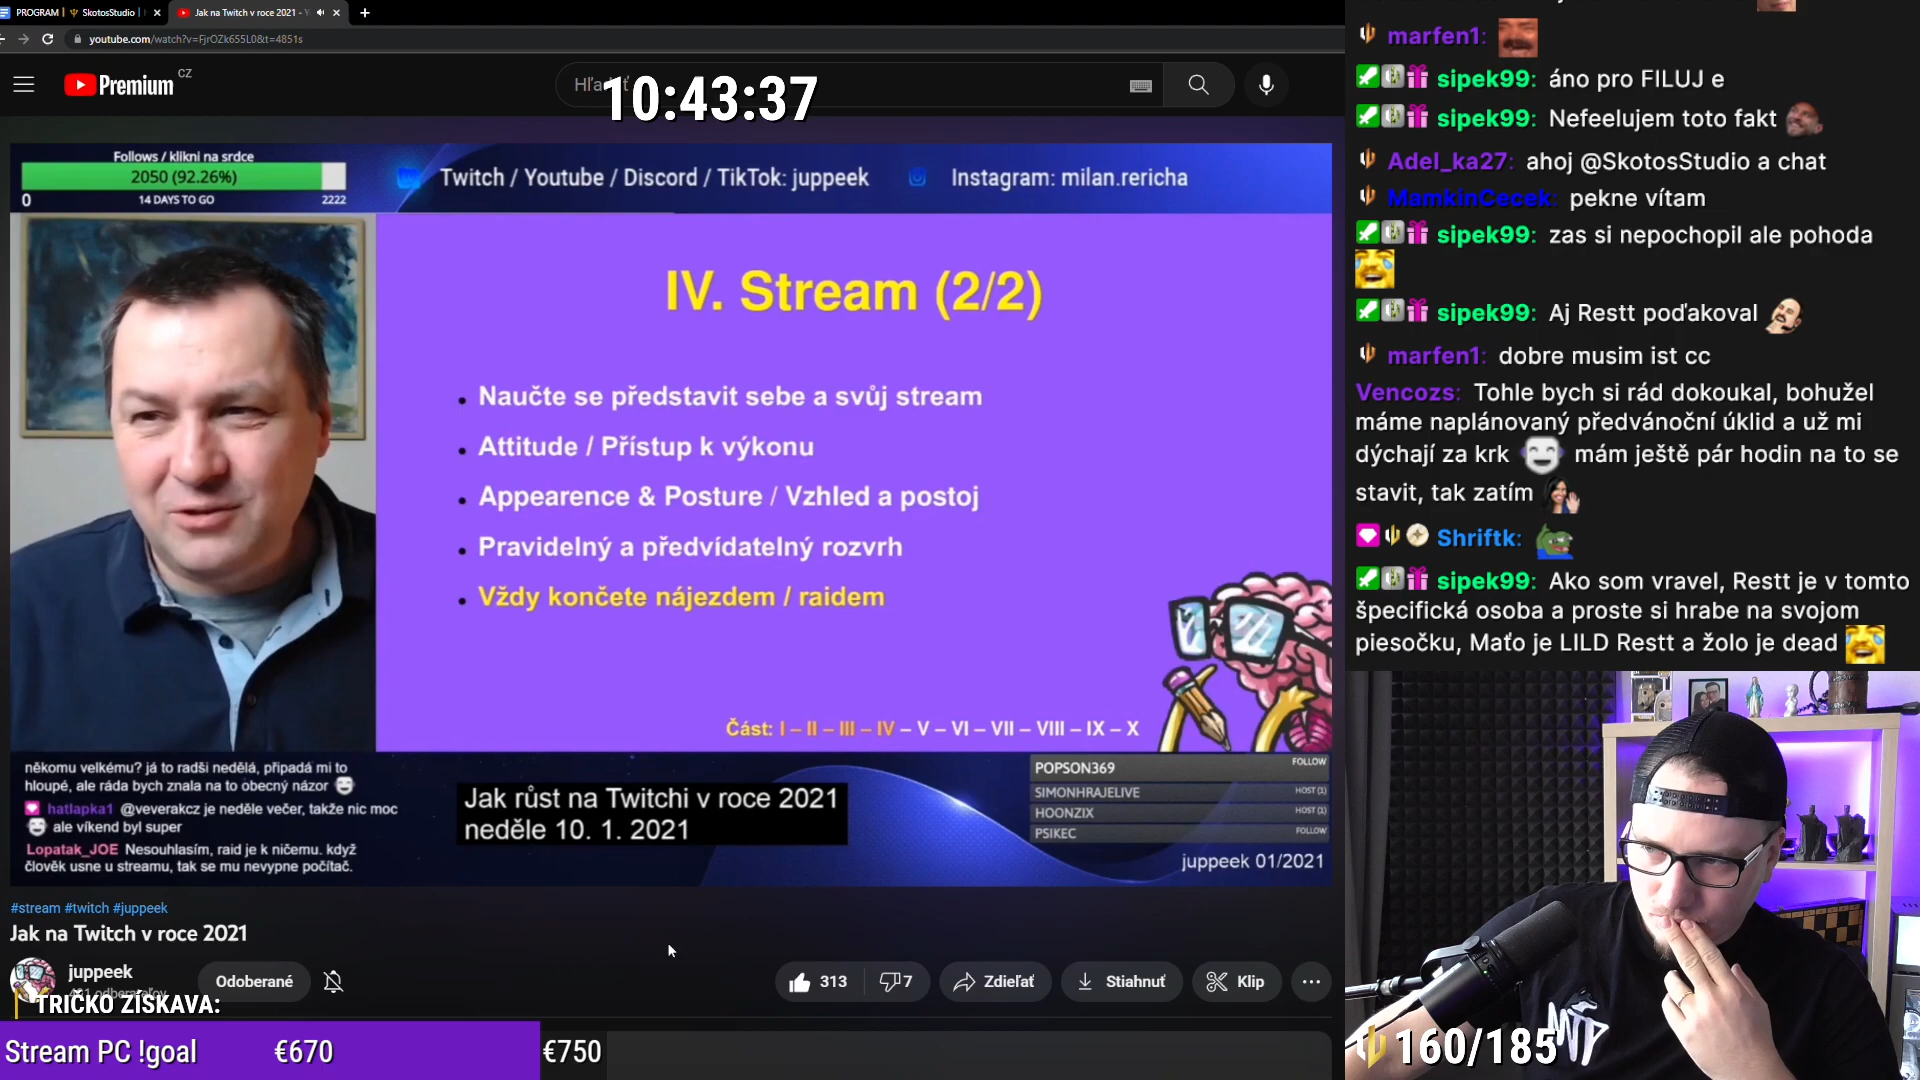 PROGRAM | SkotosStudio |
Jak na Twitch v roce 2021 -
youtube.com/watch?v=FjrOZk655L0&t=4851s
Premium CZ
10:43:37
Follows / klikni na srdce
2050 (92.26%)
0 14 DAYS TO GO 2222
Twitch / Youtube / Discord / TikTok: juppeek
Instagram: milan.rericha
IV. Stream (2/2)
Naučte se představit sebe a svůj stream
Attitude / Přístup k výkonu
Appearence & Posture / Vzhled a postoj
Pravidelný a předvídatelný rozvrh
Vždy končete nájezdem / raidem
Část: I – II – III – IV – V – VI – VII – VIII – IX – X
někomu velkému? já to radši nedělá, připadá mi to
hloupé, ale ráda bych znala na to obecný názor
hatlapka1 @veverakcz je neděle večer, takže nic moc
ale víkend byl super
Lopatak_JOE Nesouhlasím, raid je k ničemu. když
člověk usne u streamu, tak se mu nevypne počítač.
Jak růst na Twitchi v roce 2021
neděle 10. 1. 2021
POPSON369 FOLLOW
SIMONHRAJELIVE HOST (1)
HOONZIX HOST (1)
PSIKEC FOLLOW
juppeek 01/2021
#stream #twitch #juppeek
Jak na Twitch v roce 2021
juppeek
Odoberané
313
7
Zdieľať
Stiahnuť
Klip
TRIČKO ZÍSKAVA:
Stream PC !goal €670 €750
marfen1:
sipek99: áno pro FILUJ e
sipek99: Nefeelujem toto fakt
Adel_ka27: ahoj @SkotosStudio a chat
MamkinCecek: pekne vítam
sipek99: zas si nepochopil ale pohoda
sipek99: Aj Restt poďakoval
marfen1: dobre musim ist cc
Vencozs: Tohle bych si rád dokoukal, bohužel
máme naplánovaný předvánoční úklid a už mi
dýchají za krk mám ještě pár hodin na to se
stavit, tak zatím
Shriftk:
sipek99: Ako som vravel, Restt je v tomto
špecifická osoba a proste si hrabe na svojom
piesočku, Maťo je LILD Restt a žolo je dead
160/185